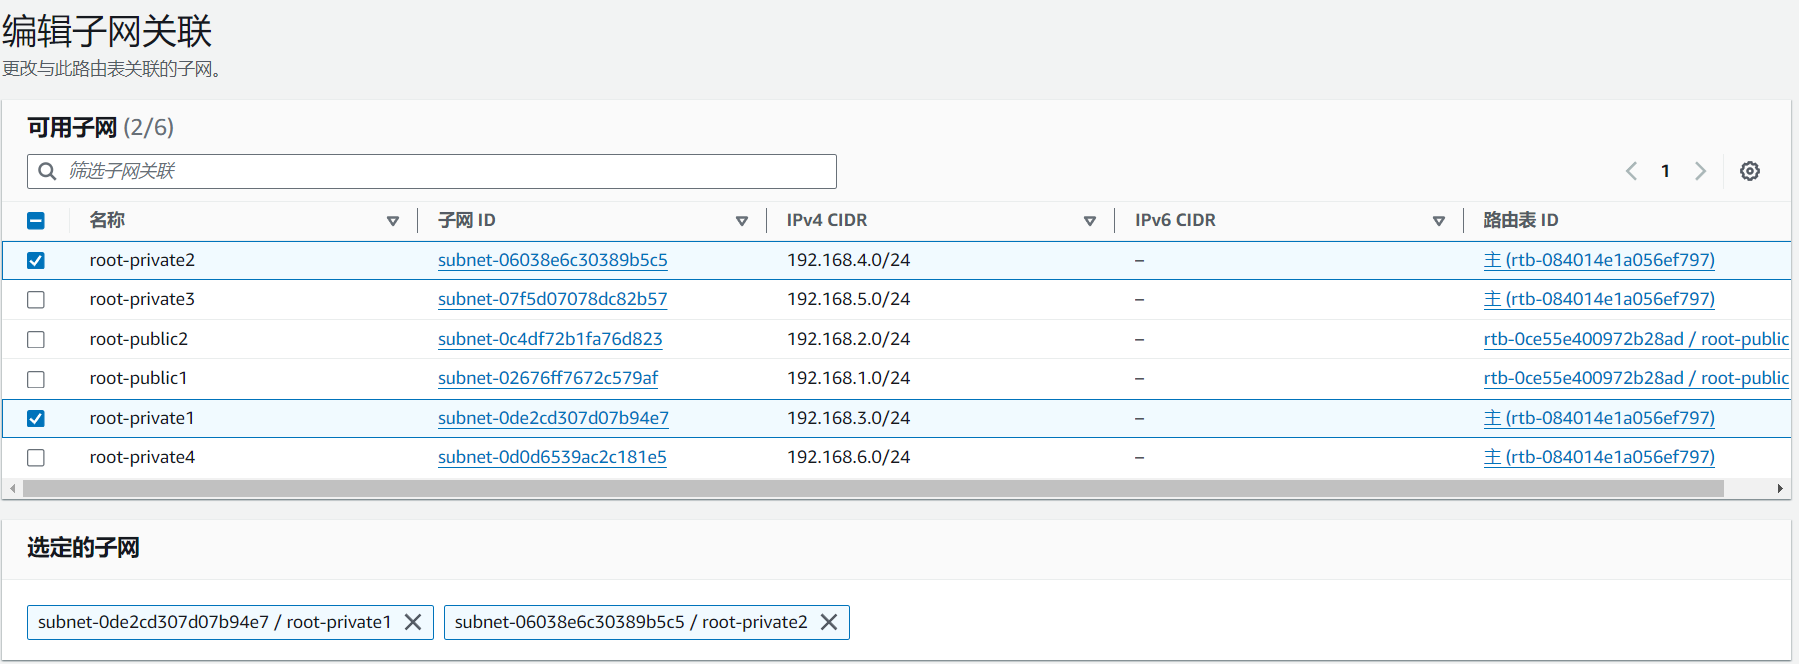 编辑子网关联
更改与此路由表关联的子网。
可用子网 (2/6)
筛选子网关联
1
名称 子网 ID IPv4 CIDR IPv6 CIDR 路由表 ID
root-private2 subnet-06038e6c30389b5c5 192.168.4.0/24 – 主 (rtb-084014e1a056ef797)
root-private3 subnet-07f5d07078dc82b57 192.168.5.0/24 – 主 (rtb-084014e1a056ef797)
root-public2 subnet-0c4df72b1fa76d823 192.168.2.0/24 – rtb-0ce55e400972b28ad / root-public
root-public1 subnet-02676ff7672c579af 192.168.1.0/24 – rtb-0ce55e400972b28ad / root-public
root-private1 subnet-0de2cd307d07b94e7 192.168.3.0/24 – 主 (rtb-084014e1a056ef797)
root-private4 subnet-0d0d6539ac2c181e5 192.168.6.0/24 – 主 (rtb-084014e1a056ef797)
选定的子网
subnet-0de2cd307d07b94e7 / root-private1 subnet-06038e6c30389b5c5 / root-private2